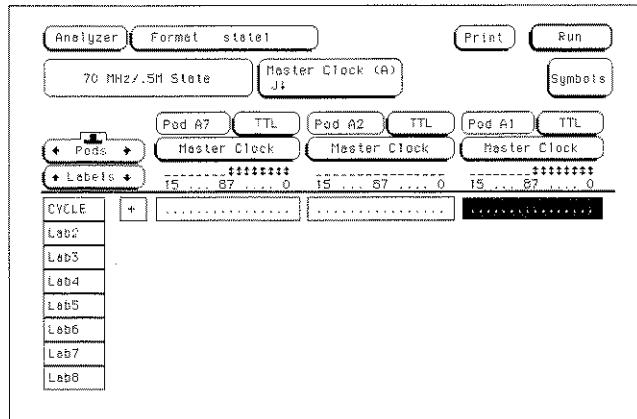 Analyzer Format state1 Print Run
70 MHz/.5M State Master Clock (A) J↓ Symbols
Pod A7 TTL Pod A2 TTL Pod A1 TTL
← Pods → Master Clock Master Clock Master Clock
↑ Labels ↓
15 ... 87 .... 0 15 ... 87 .... 0 15 ... 87 .... 0
CYCLE + ................ ................ ................
Lab2
Lab3
Lab4
Lab5
Lab6
Lab7
Lab8